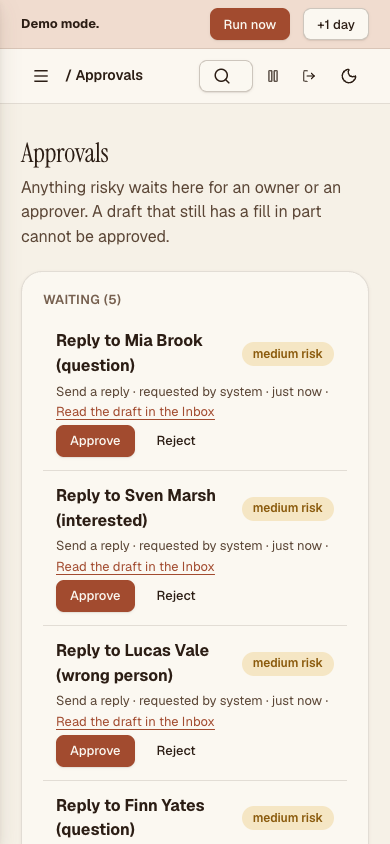 Demo mode.
Run now
+1 day
/ Approvals
Approvals
Anything risky waits here for an owner or an
approver. A draft that still has a fill in part
cannot be approved.
WAITING (5)
Reply to Mia Brook
(question)
medium risk
Send a reply · requested by system · just now ·
Read the draft in the Inbox
Approve
Reject
Reply to Sven Marsh
(interested)
medium risk
Send a reply · requested by system · just now ·
Read the draft in the Inbox
Approve
Reject
Reply to Lucas Vale
(wrong person)
medium risk
Send a reply · requested by system · just now ·
Read the draft in the Inbox
Approve
Reject
Reply to Finn Yates
(question)
medium risk